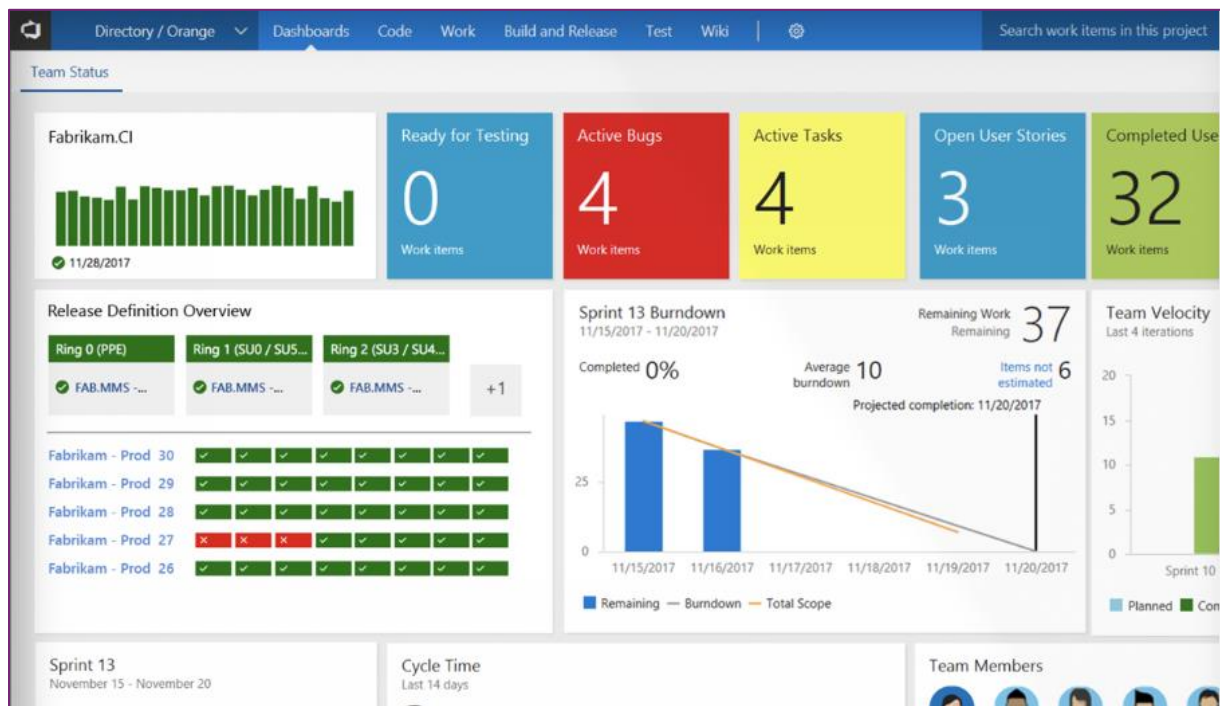 Directory / Orange
Dashboards
Code
Work
Build and Release
Test
Wiki
Search work items in this project
Team Status
Fabrikam.CI
11/28/2017
Ready for Testing
0
Work items
Active Bugs
4
Work items
Active Tasks
4
Work items
Open User Stories
3
Work items
Completed Use
32
Work items
Release Definition Overview
Ring 0 (PPE)
Ring 1 (SU0 / SU5...
Ring 2 (SU3 / SU4...
FAB.MMS -...
FAB.MMS -...
FAB.MMS -...
+1
Fabrikam - Prod 30
Fabrikam - Prod 29
Fabrikam - Prod 28
Fabrikam - Prod 27
Fabrikam - Prod 26
Sprint 13 Burndown
11/15/2017 - 11/20/2017
Remaining Work
Remaining
37
Completed 0%
Average
burndown
10
Items not
estimated
6
Projected completion: 11/20/2017
25
0
11/15/2017
11/16/2017
11/17/2017
11/18/2017
11/19/2017
11/20/2017
Remaining
Burndown
Total Scope
Team Velocity
Last 4 iterations
20
15
10
5
0
Sprint 10
Planned
Con
Sprint 13
November 15 - November 20
Cycle Time
Last 14 days
Team Members